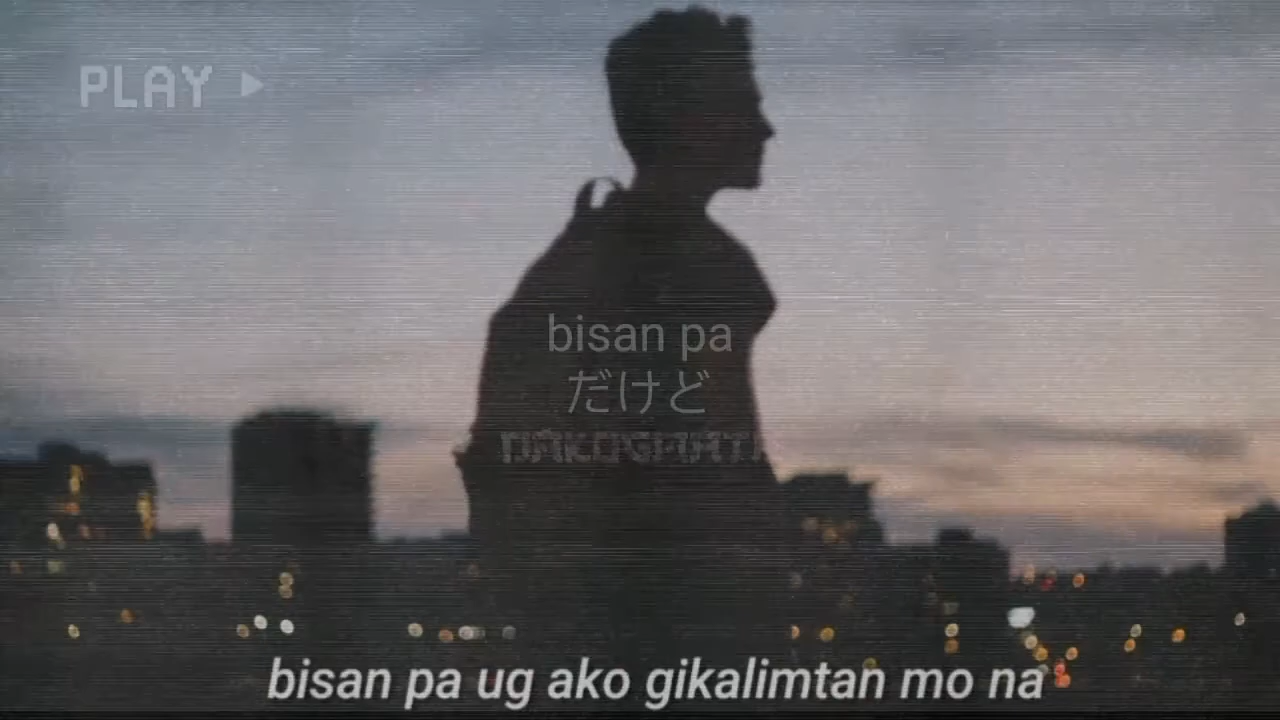 PLAY
bisan pa
だけど
bisan pa ug ako gikalimtan mo na